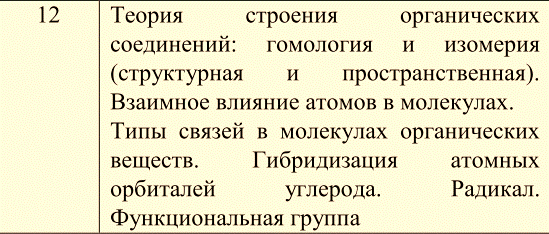 12
Теория строения органических
соединений: гомология и изомерия
(структурная и пространственная).
Взаимное влияние атомов в молекулах.
Типы связей в молекулах органических
веществ. Гибридизация атомных
орбиталей углерода. Радикал.
Функциональная группа